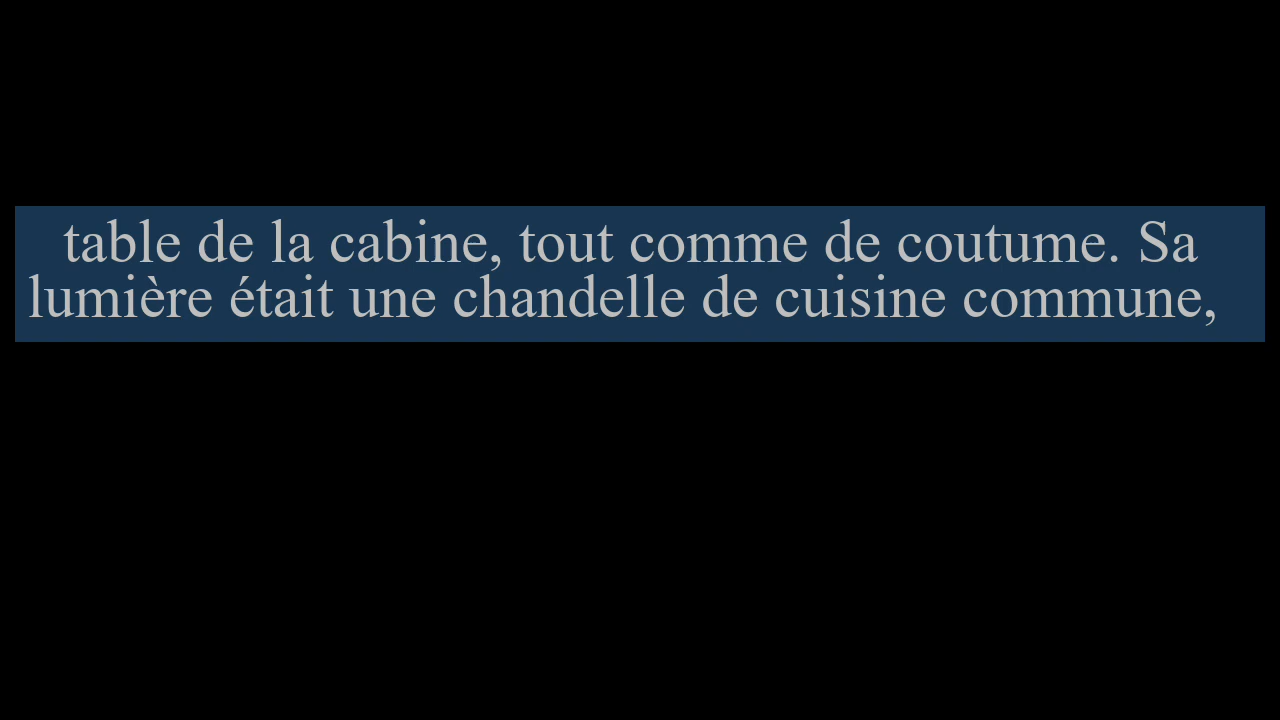 table de la cabine, tout comme de coutume. Sa
lumière était une chandelle de cuisine commune,